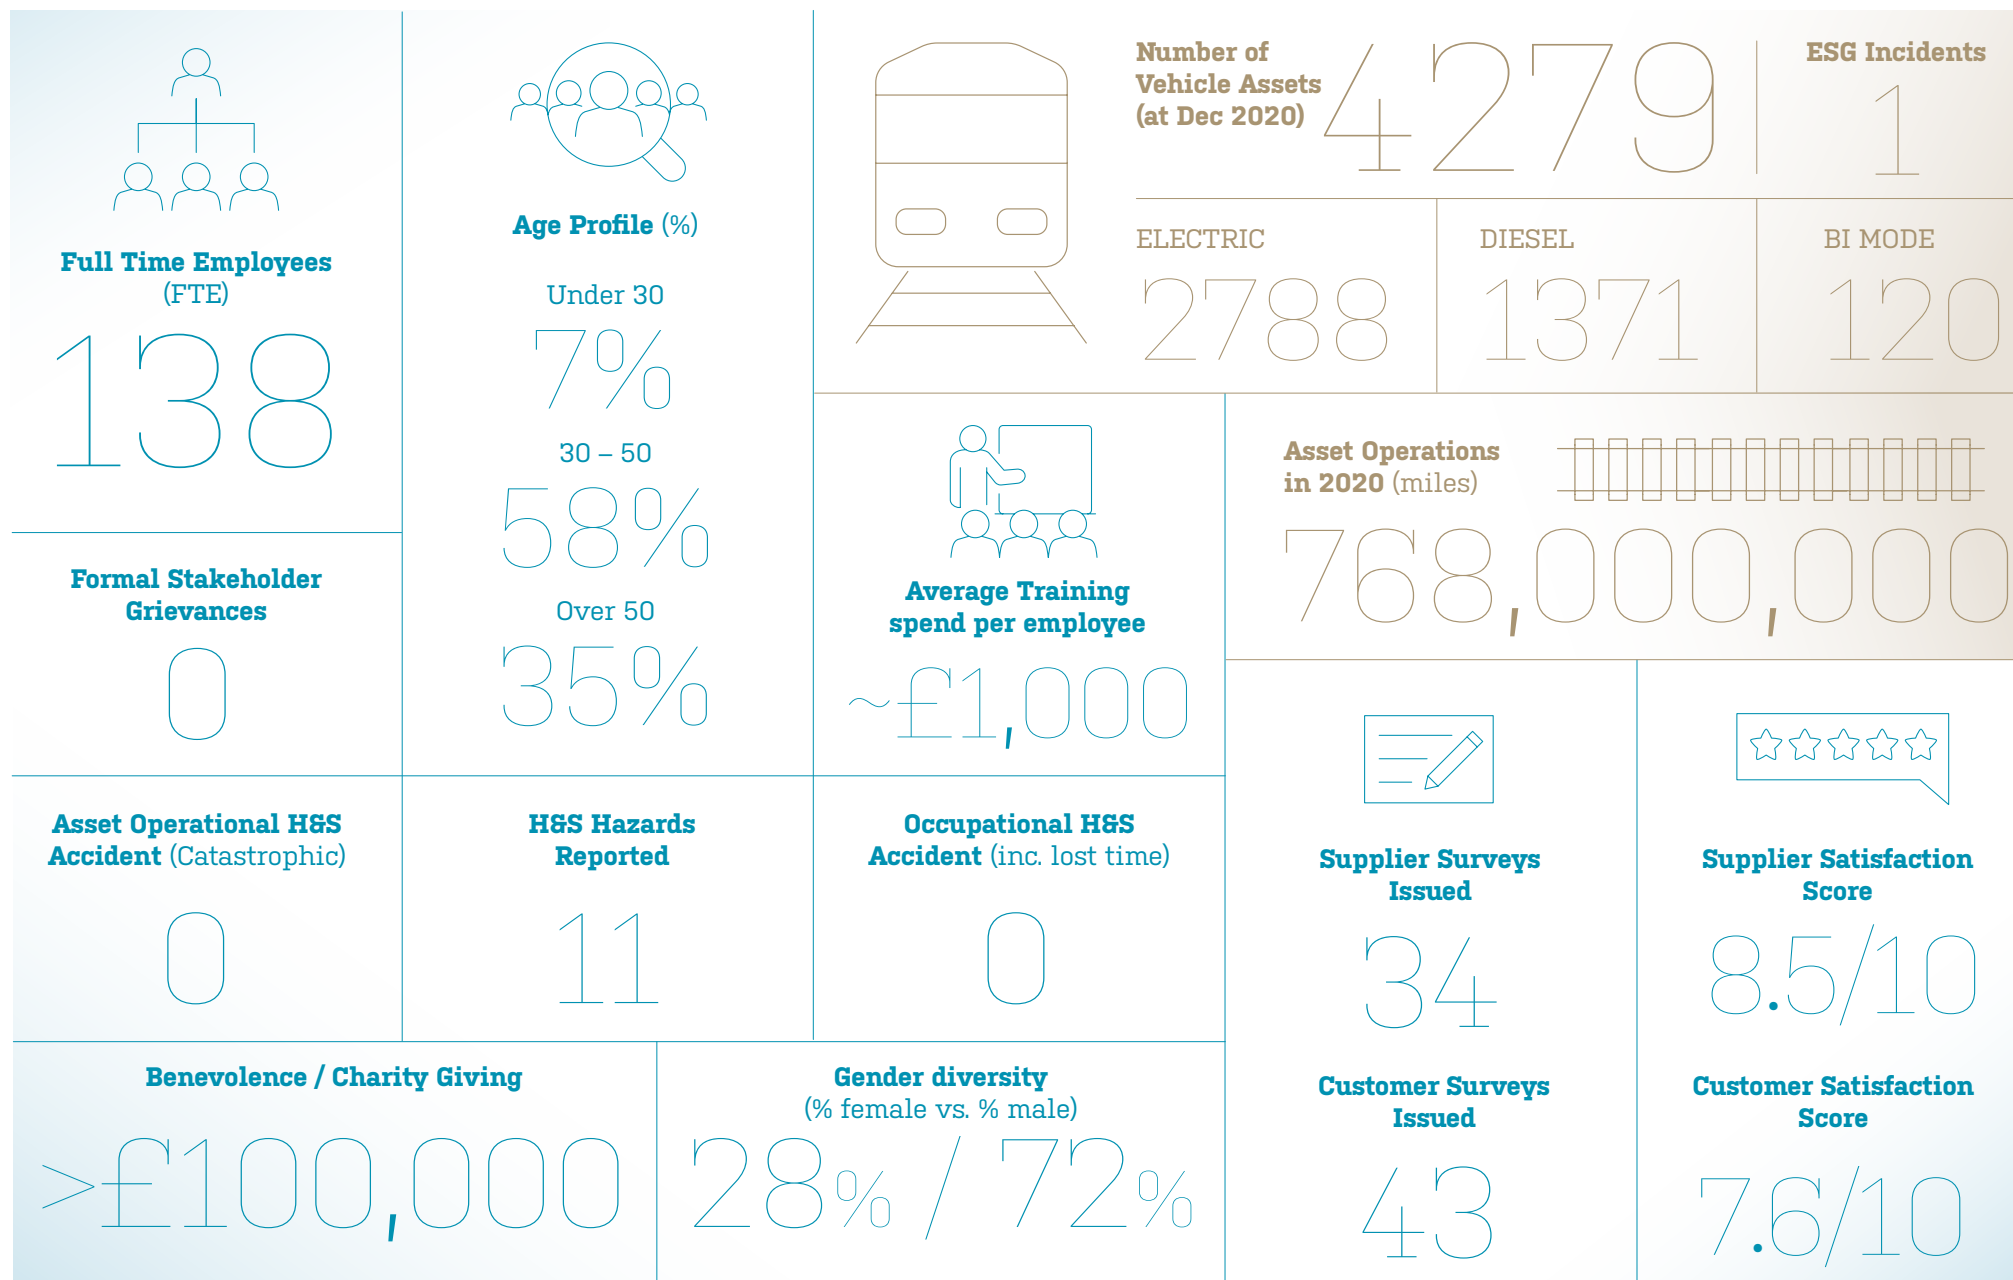 Full Time Employees
(FTE)
138
Formal Stakeholder
Grievances
0
Age Profile (%)
Under 30
7%
30 – 50
58%
Over 50
35%
Number of
Vehicle Assets
(at Dec 2020)
4279
ESG Incidents
1
ELECTRIC
2788
DIESEL
1371
BI MODE
120
Average Training
spend per employee
~£1,000
Asset Operations
in 2020 (miles)
768,000,000
Asset Operational H&S
Accident (Catastrophic)
0
H&S Hazards
Reported
11
Occupational H&S
Accident (inc. lost time)
0
Supplier Surveys
Issued
34
Supplier Satisfaction
Score
8.5/10
Benevolence / Charity Giving
>£100,000
Gender diversity
(% female vs. % male)
28% / 72%
Customer Surveys
Issued
43
Customer Satisfaction
Score
7.6/10